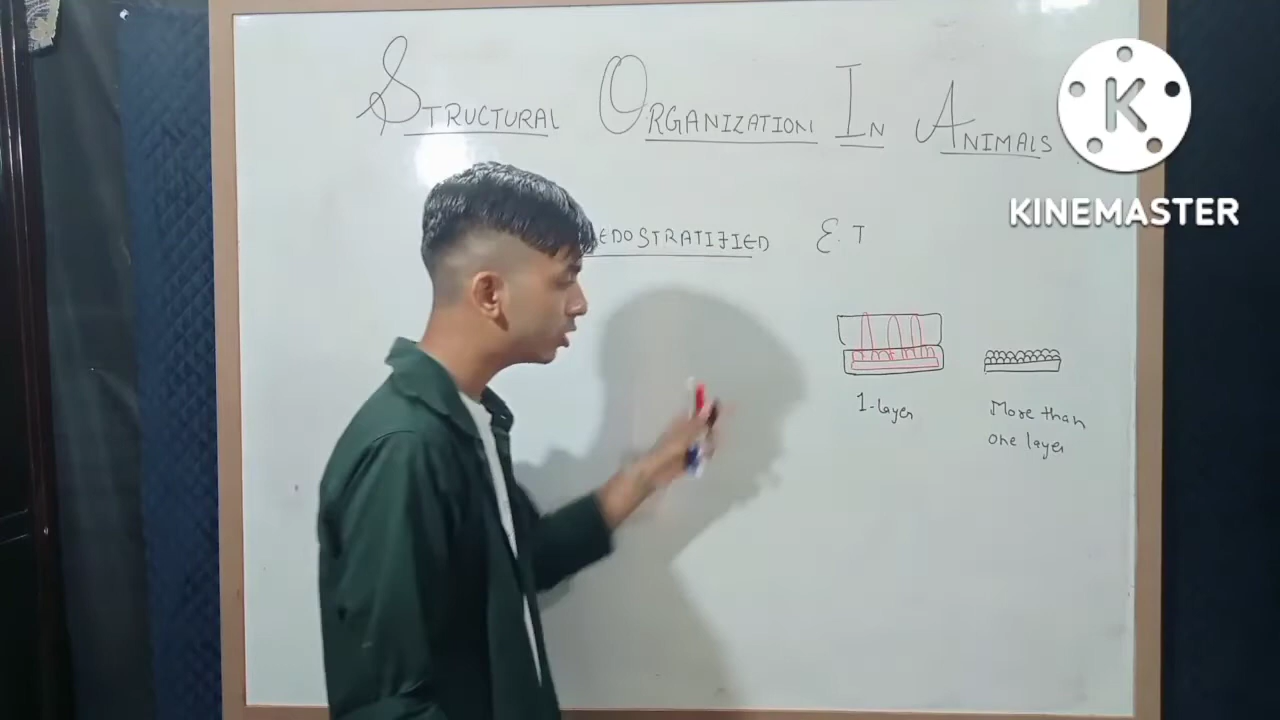 STRUCTURAL ORGANIZATION IN ANIMALS
KINEMASTER
EDOSTRATIFIED E.T
1-layer
More than
one layer